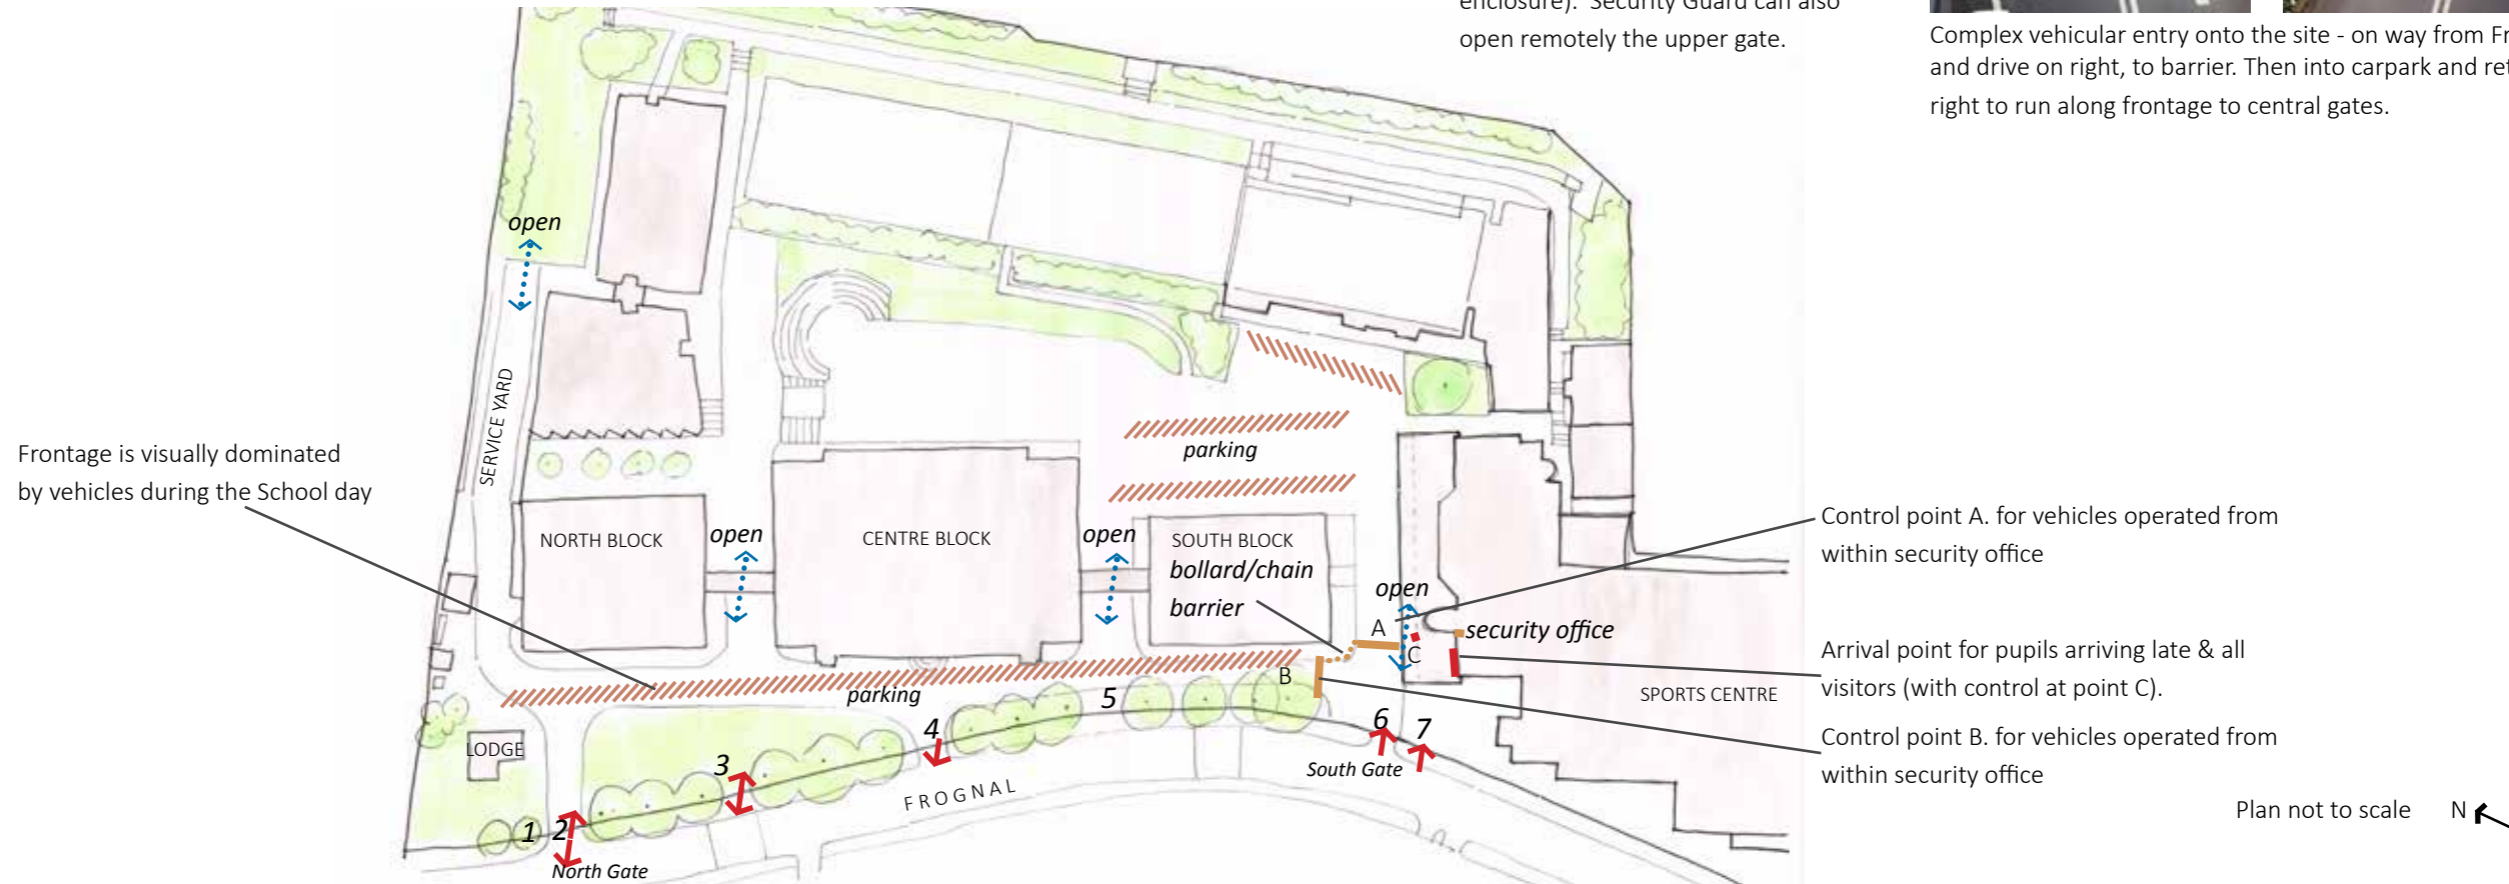 enclosure). Security Guard can also
open remotely the upper gate.
Complex vehicular entry onto the site - on way from Fr
and drive on right, to barrier. Then into carpark and ret
right to run along frontage to central gates.
open
SERVICE YARD
Frontage is visually dominated
by vehicles during the School day
parking
NORTH BLOCK
open
CENTRE BLOCK
open
SOUTH BLOCK
bollard/chain
barrier
open
A
C
security office
B
Control point A. for vehicles operated from
within security office
Arrival point for pupils arriving late & all
visitors (with control at point C).
Control point B. for vehicles operated from
within security office
SPORTS CENTRE
parking
LODGE
1
2
3
4
5
6
7
North Gate
South Gate
FROGNAL
Plan not to scale
N